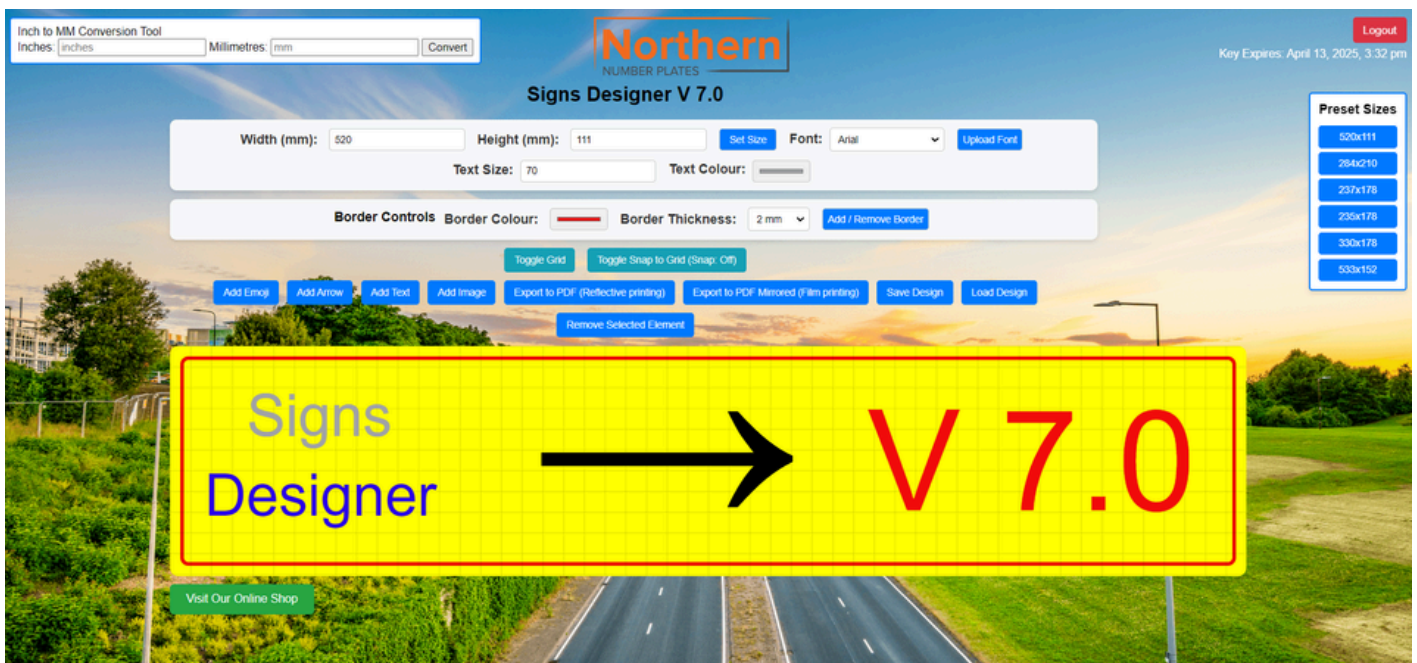 Inch to MM Conversion Tool
Inches: inches Millimetres: mm Convert
Northern
NUMBER PLATES
Signs Designer V 7.0
Logout
Key Expires: April 13, 2025, 3:32 pm
Width (mm): 520 Height (mm): 111 Set Size Font: Arial Upload Font
Text Size: 70 Text Colour:
Border Controls Border Colour: Border Thickness: 2 mm Add / Remove Border
Toggle Grid Toggle Snap to Grid (Snap: Off)
Add Emoji Add Arrow Add Text Add Image Export to PDF (Reflective printing) Export to PDF Mirrored (Film printing) Save Design Load Design
Remove Selected Element
Preset Sizes
520x111
284x210
237x178
235x178
330x178
533x152
Signs
Designer
→ V 7.0
Visit Our Online Shop